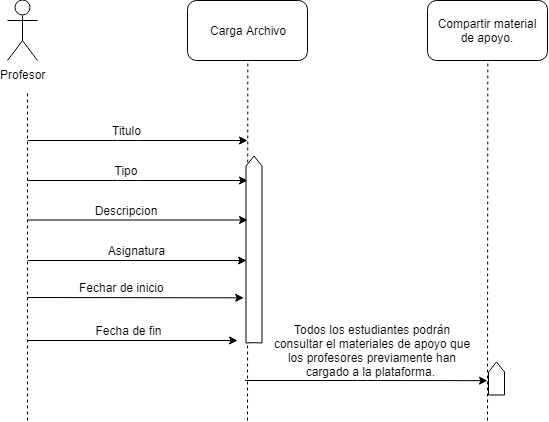 Profesor
Carga Archivo
Compartir material
de apoyo.
Titulo
Tipo
Descripcion
Asignatura
Fechar de inicio
Fecha de fin
Todos los estudiantes podrán
consultar el materiales de apoyo que
los profesores previamente han
cargado a la plataforma.